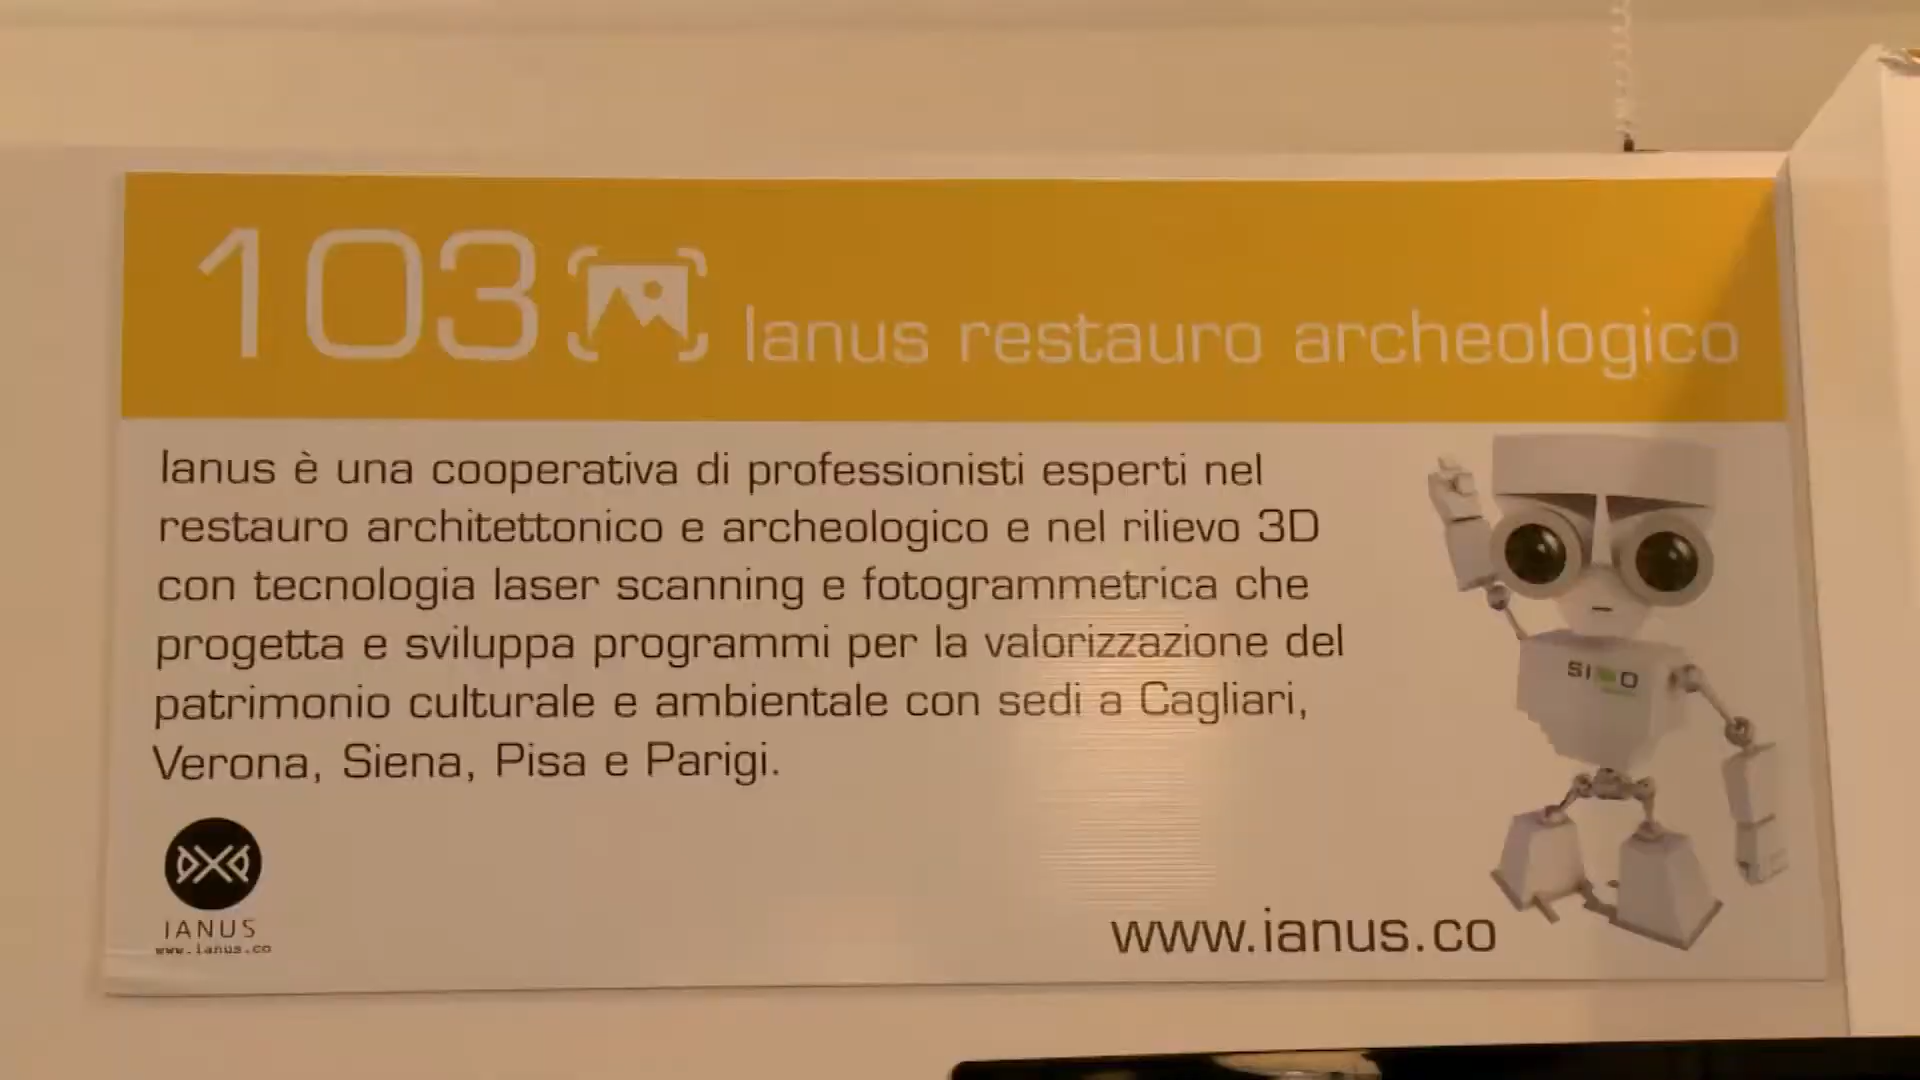 103 Ianus restauro archeologico
Ianus è una cooperativa di professionisti esperti nel
restauro architettonico e archeologico e nel rilievo 3D
con tecnologia laser scanning e fotogrammetrica che
progetta e sviluppa programmi per la valorizzazione del
patrimonio culturale e ambientale con sedi a Cagliari,
Verona, Siena, Pisa e Parigi.
IANUS
www.ianus.co
www.ianus.co